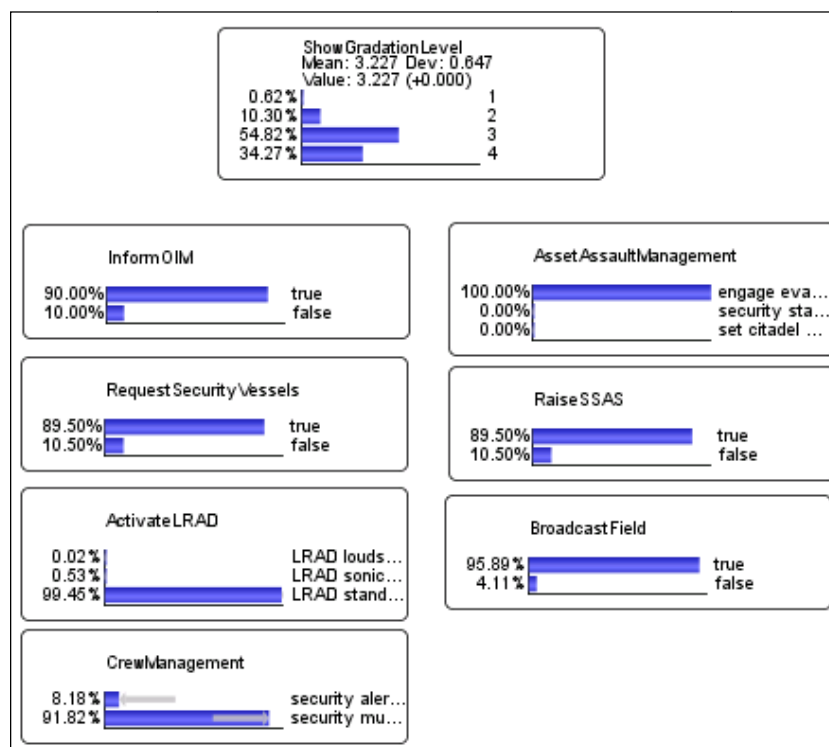 ShowGradationLevel
Mean: 3.227 Dev: 0.647
Value: 3.227 (+0.000)
0.62% 1
10.30% 2
54.82% 3
34.27% 4
InformOIM
90.00% true
10.00% false
AssetAssaultManagement
100.00% engage eva...
0.00% security sta...
0.00% set citadel ...
RequestSecurityVessels
89.50% true
10.50% false
RaiseSSAS
89.50% true
10.50% false
ActivateLRAD
0.02% LRAD louds...
0.53% LRAD sonic...
99.45% LRAD stand...
BroadcastField
95.89% true
4.11% false
CrewManagement
8.18% security aler...
91.82% security mu...